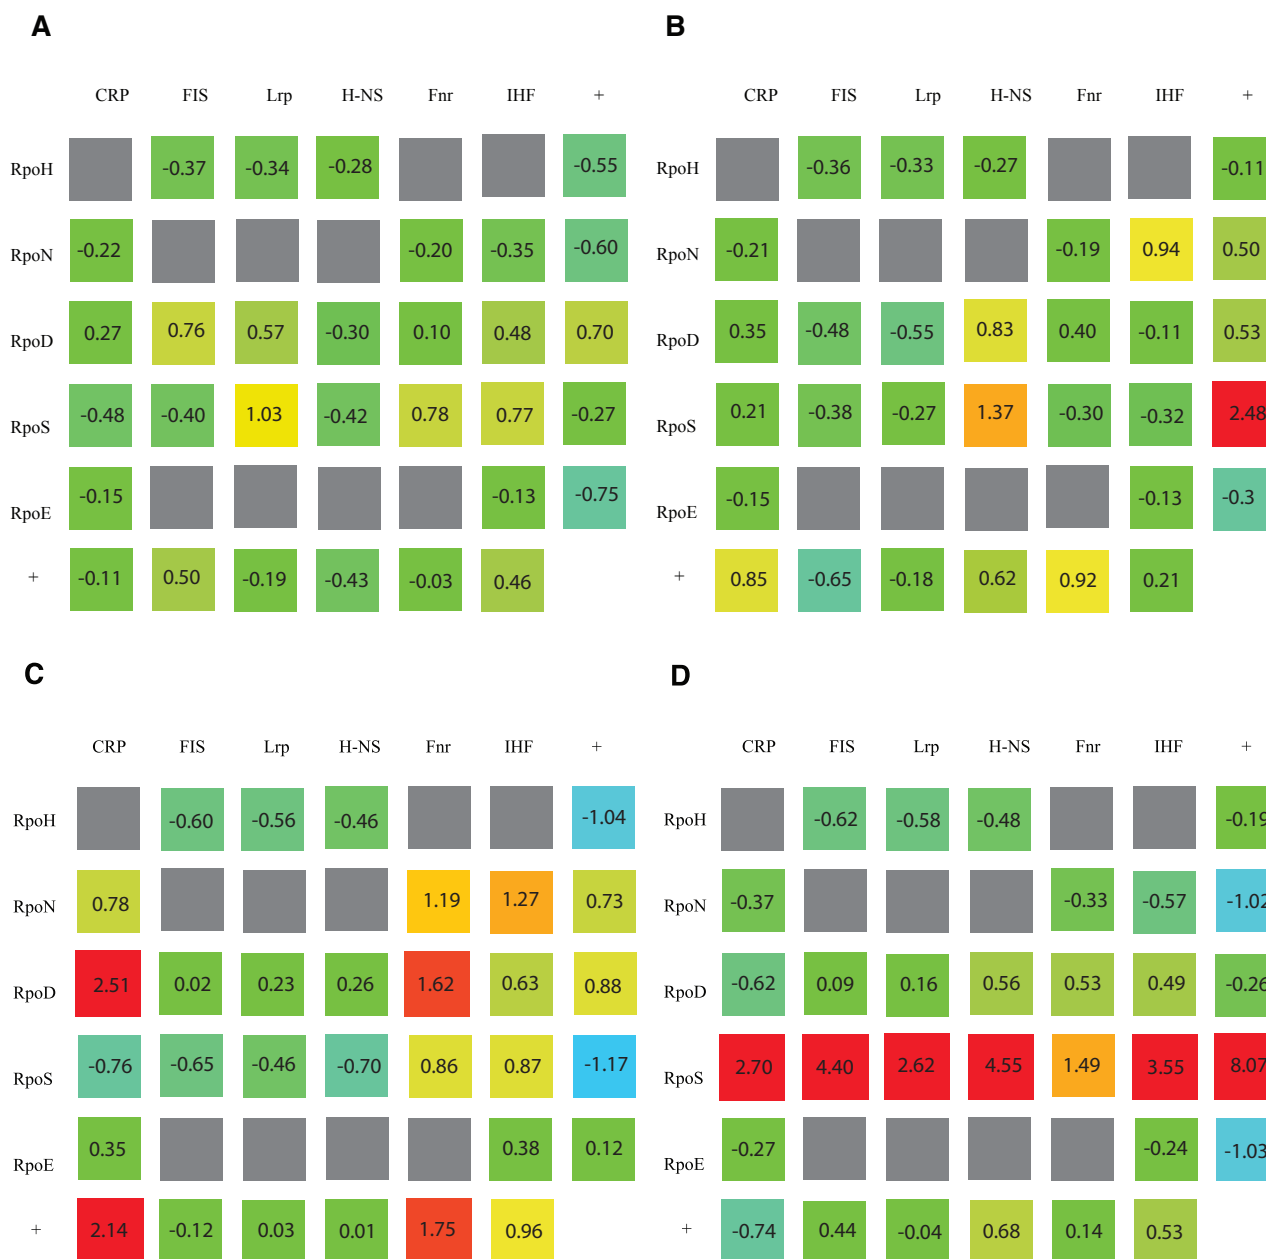 A
CRP FIS Lrp H-NS Fnr IHF +
RpoH -0.37 -0.34 -0.28 -0.55
RpoN -0.22 -0.20 -0.35 -0.60
RpoD 0.27 0.76 0.57 -0.30 0.10 0.48 0.70
RpoS -0.48 -0.40 1.03 -0.42 0.78 0.77 -0.27
RpoE -0.15 -0.13 -0.75
+ -0.11 0.50 -0.19 -0.43 -0.03 0.46
B
CRP FIS Lrp H-NS Fnr IHF +
RpoH -0.36 -0.33 -0.27 -0.11
RpoN -0.21 -0.19 0.94 0.50
RpoD 0.35 -0.48 -0.55 0.83 0.40 -0.11 0.53
RpoS 0.21 -0.38 -0.27 1.37 -0.30 -0.32 2.48
RpoE -0.15 -0.13 -0.3
+ 0.85 -0.65 -0.18 0.62 0.92 0.21
C
CRP FIS Lrp H-NS Fnr IHF +
RpoH -0.60 -0.56 -0.46 -1.04
RpoN 0.78 1.19 1.27 0.73
RpoD 2.51 0.02 0.23 0.26 1.62 0.63 0.88
RpoS -0.76 -0.65 -0.46 -0.70 0.86 0.87 -1.17
RpoE 0.35 0.38 0.12
+ 2.14 -0.12 0.03 0.01 1.75 0.96
D
CRP FIS Lrp H-NS Fnr IHF +
RpoH -0.62 -0.58 -0.48 -0.19
RpoN -0.37 -0.33 -0.57 -1.02
RpoD -0.62 0.09 0.16 0.56 0.53 0.49 -0.26
RpoS 2.70 4.40 2.62 4.55 1.49 3.55 8.07
RpoE -0.27 -0.24 -1.03
+ -0.74 0.44 -0.04 0.68 0.14 0.53